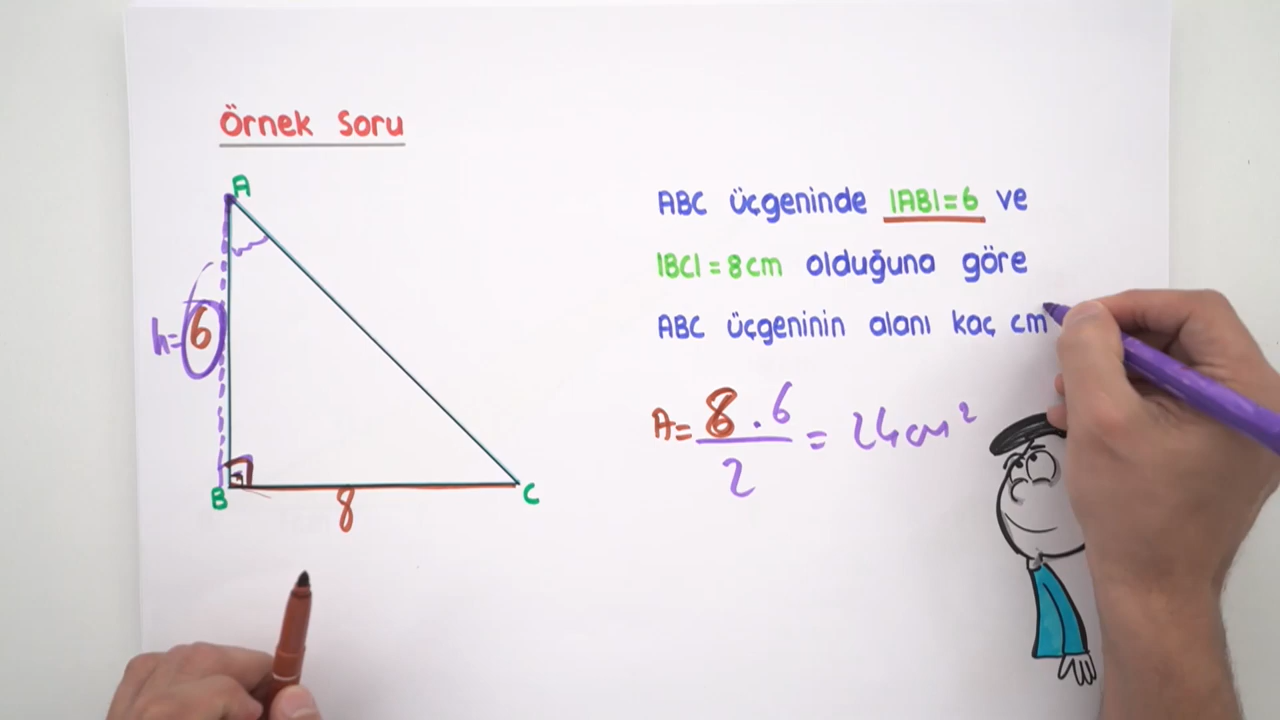 Örnek Soru
A
ABC üçgeninde |AB|=6 ve
|BC|=8cm olduğuna göre
ABC üçgeninin alanı kaç cm
h=6
A= 8.6 = 24cm²
2
B
C
8